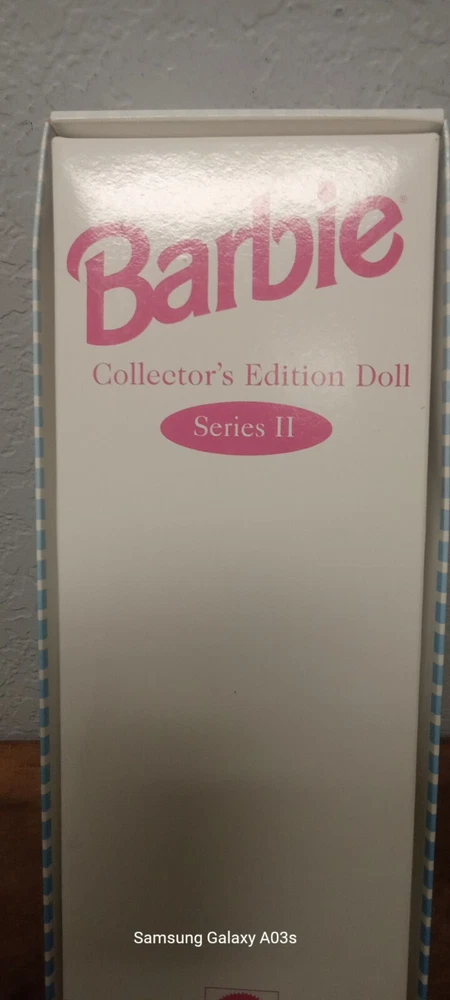 Barbie
Collector's Edition Doll
Series II
Samsung Galaxy A03s